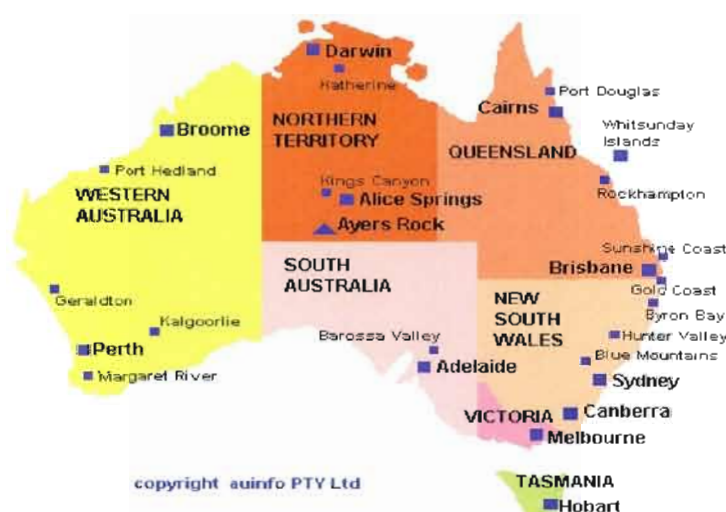 Darwin
Katherine
Port Douglas
Cairns
NORTHERN
TERRITORY
Broome
Whitsunday
Islands
QUEENSLAND
Port Hedland
Kings Canyon
Rockhampton
WESTERN
AUSTRALIA
Alice Springs
Ayers Rock
Sunshine Coast
SOUTH
AUSTRALIA
Brisbane
Gold Coast
Geraldton
NEW
SOUTH
WALES
Byron Bay
Kalgoorlie
Barossa Valley
Hunter Valley
Perth
Blue Mountains
Adelaide
Margaret River
Sydney
VICTORIA
Canberra
Melbourne
copyright auinfo PTY Ltd
TASMANIA
Hobart